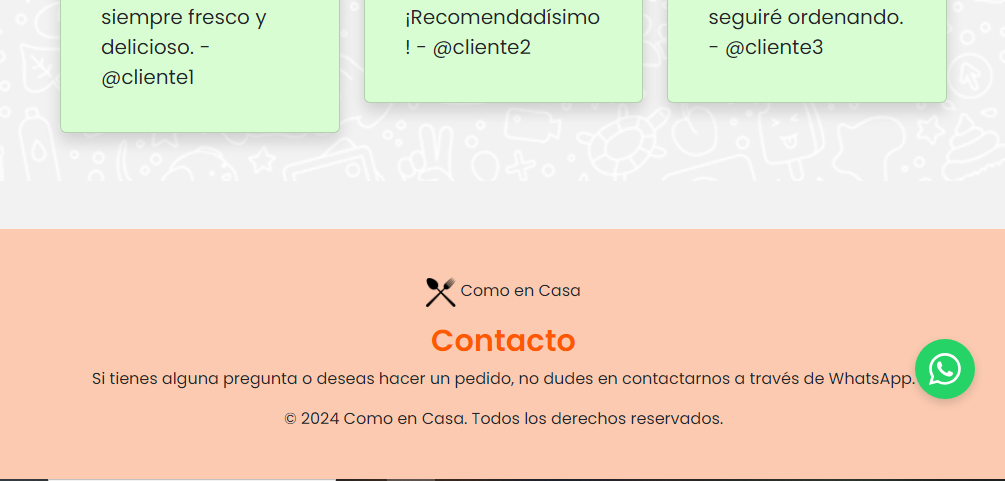 siempre fresco y
delicioso. -
@cliente1
¡Recomendadísimo
! - @cliente2
seguiré ordenando.
- @cliente3
Como en Casa
Contacto
Si tienes alguna pregunta o deseas hacer un pedido, no dudes en contactarnos a través de WhatsApp.
© 2024 Como en Casa. Todos los derechos reservados.